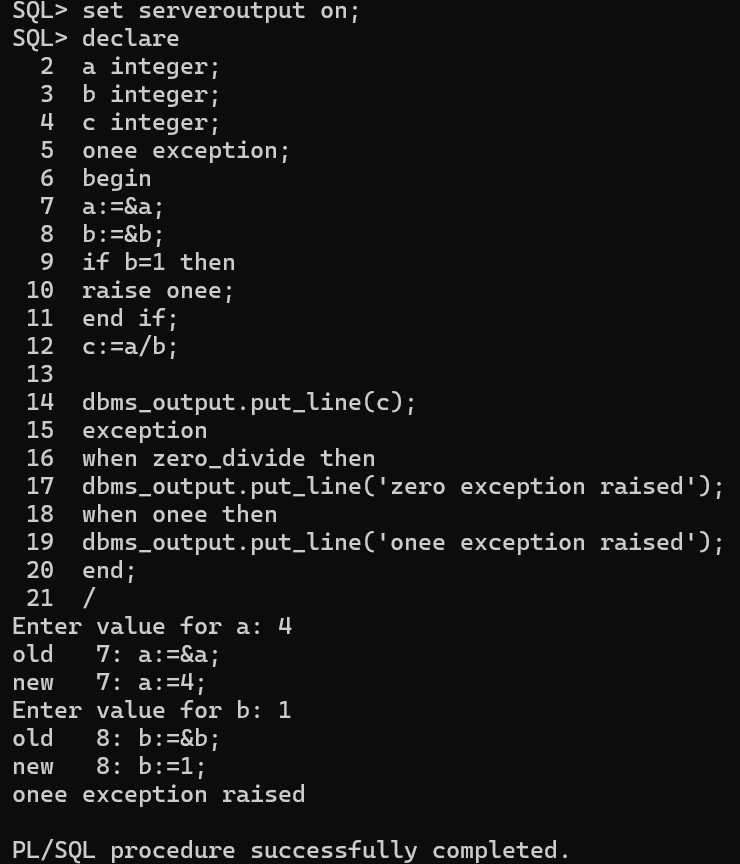 SQL> set serveroutput on;
SQL> declare
  2  a integer;
  3  b integer;
  4  c integer;
  5  onee exception;
  6  begin
  7  a:=&a;
  8  b:=&b;
  9  if b=1 then
 10  raise onee;
 11  end if;
 12  c:=a/b;
 13
 14  dbms_output.put_line(c);
 15  exception
 16  when zero_divide then
 17  dbms_output.put_line('zero exception raised');
 18  when onee then
 19  dbms_output.put_line('onee exception raised');
 20  end;
 21  /
Enter value for a: 4
old   7: a:=&a;
new   7: a:=4;
Enter value for b: 1
old   8: b:=&b;
new   8: b:=1;
onee exception raised

PL/SQL procedure successfully completed.